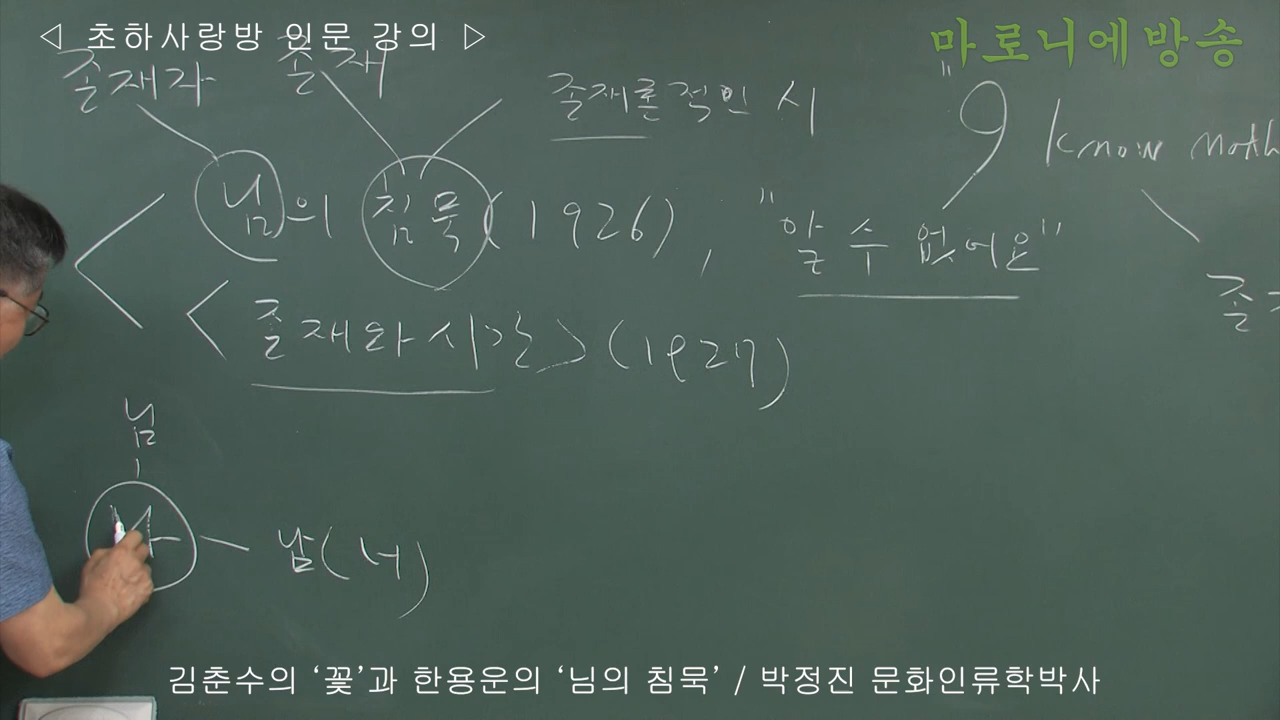 ◁ 초하사랑방 인문 강의 ▷
마로니에방송
존재자 존재
존재론적인 시
"I know noth
님의 침묵(1926), "알 수 없어요"
존재와시간>(1927)
님
나
남(너)
김춘수의 ‘꽃’과 한용운의 ‘님의 침묵’ / 박정진 문화인류학박사